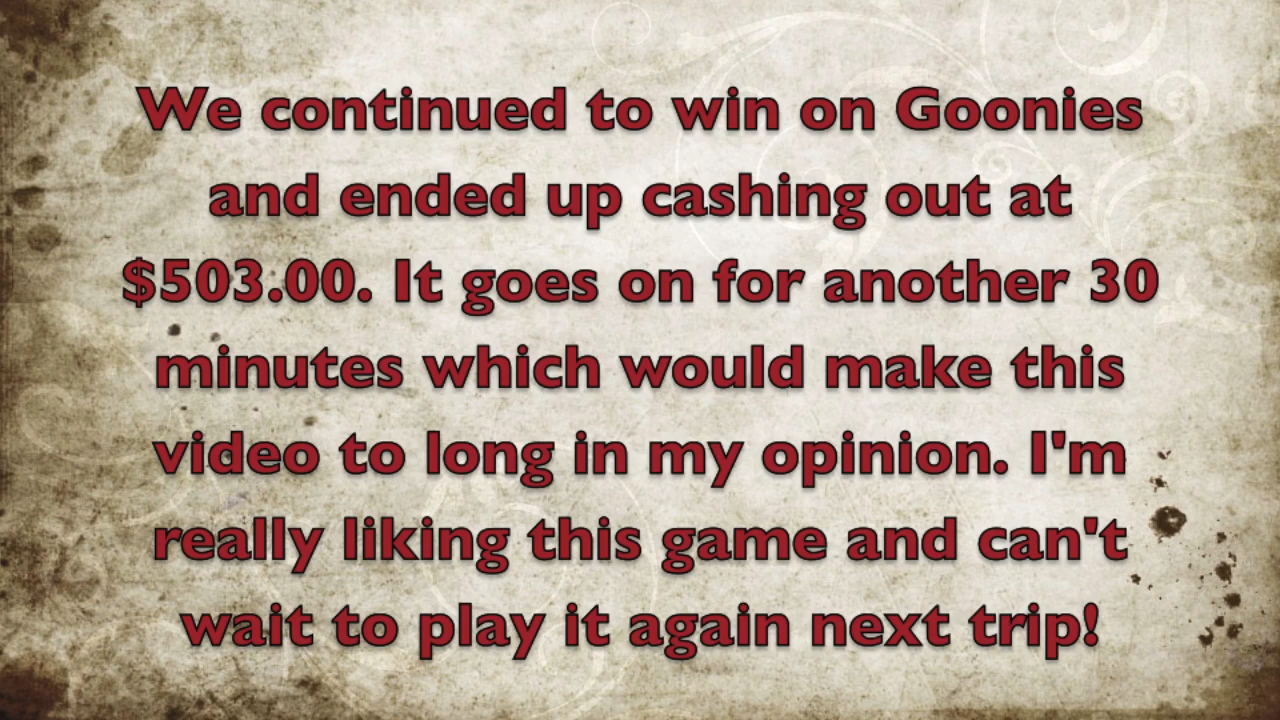 We continued to win on Goonies
and ended up cashing out at
$503.00. It goes on for another 30
minutes which would make this
video to long in my opinion. I'm
really liking this game and can't
wait to play it again next trip!